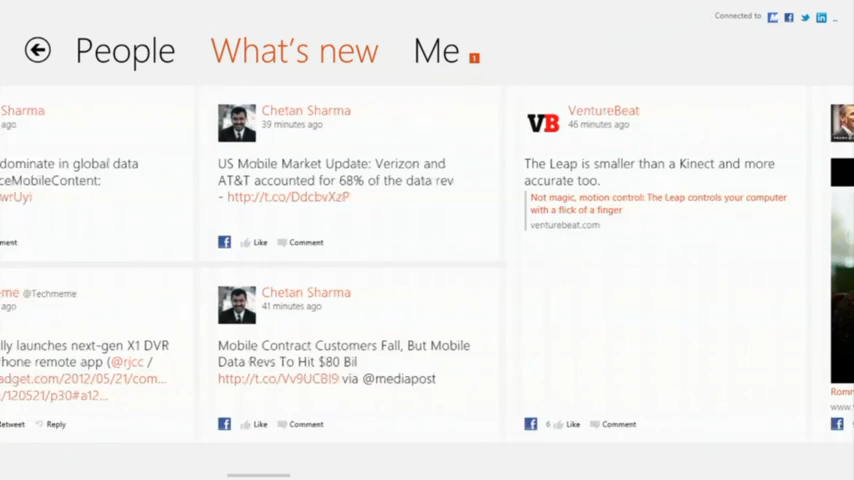 Connected to
People What's new Me 1
Sharma
ago
dominate in global data
ceMobileContent:
wrUyi
ment
Chetan Sharma
39 minutes ago
US Mobile Market Update: Verizon and
AT&T accounted for 68% of the data rev
- http://t.co/DdcbvXzP
Like Comment
VB
VentureBeat
46 minutes ago
The Leap is smaller than a Kinect and more
accurate too.
Not magic, motion control: The Leap controls your computer
with a flick of a finger
venturebeat.com
6 Like Comment
eme @Techmeme
ago
lly launches next-gen X1 DVR
hone remote app (@rjcc /
adget.com/2012/05/21/com...
/120521/p30#a12...
Retweet Reply
Chetan Sharma
41 minutes ago
Mobile Contract Customers Fall, But Mobile
Data Revs To Hit $80 Bil
http://t.co/Vv9UCBI9 via @mediapost
Like Comment
Romn
www.